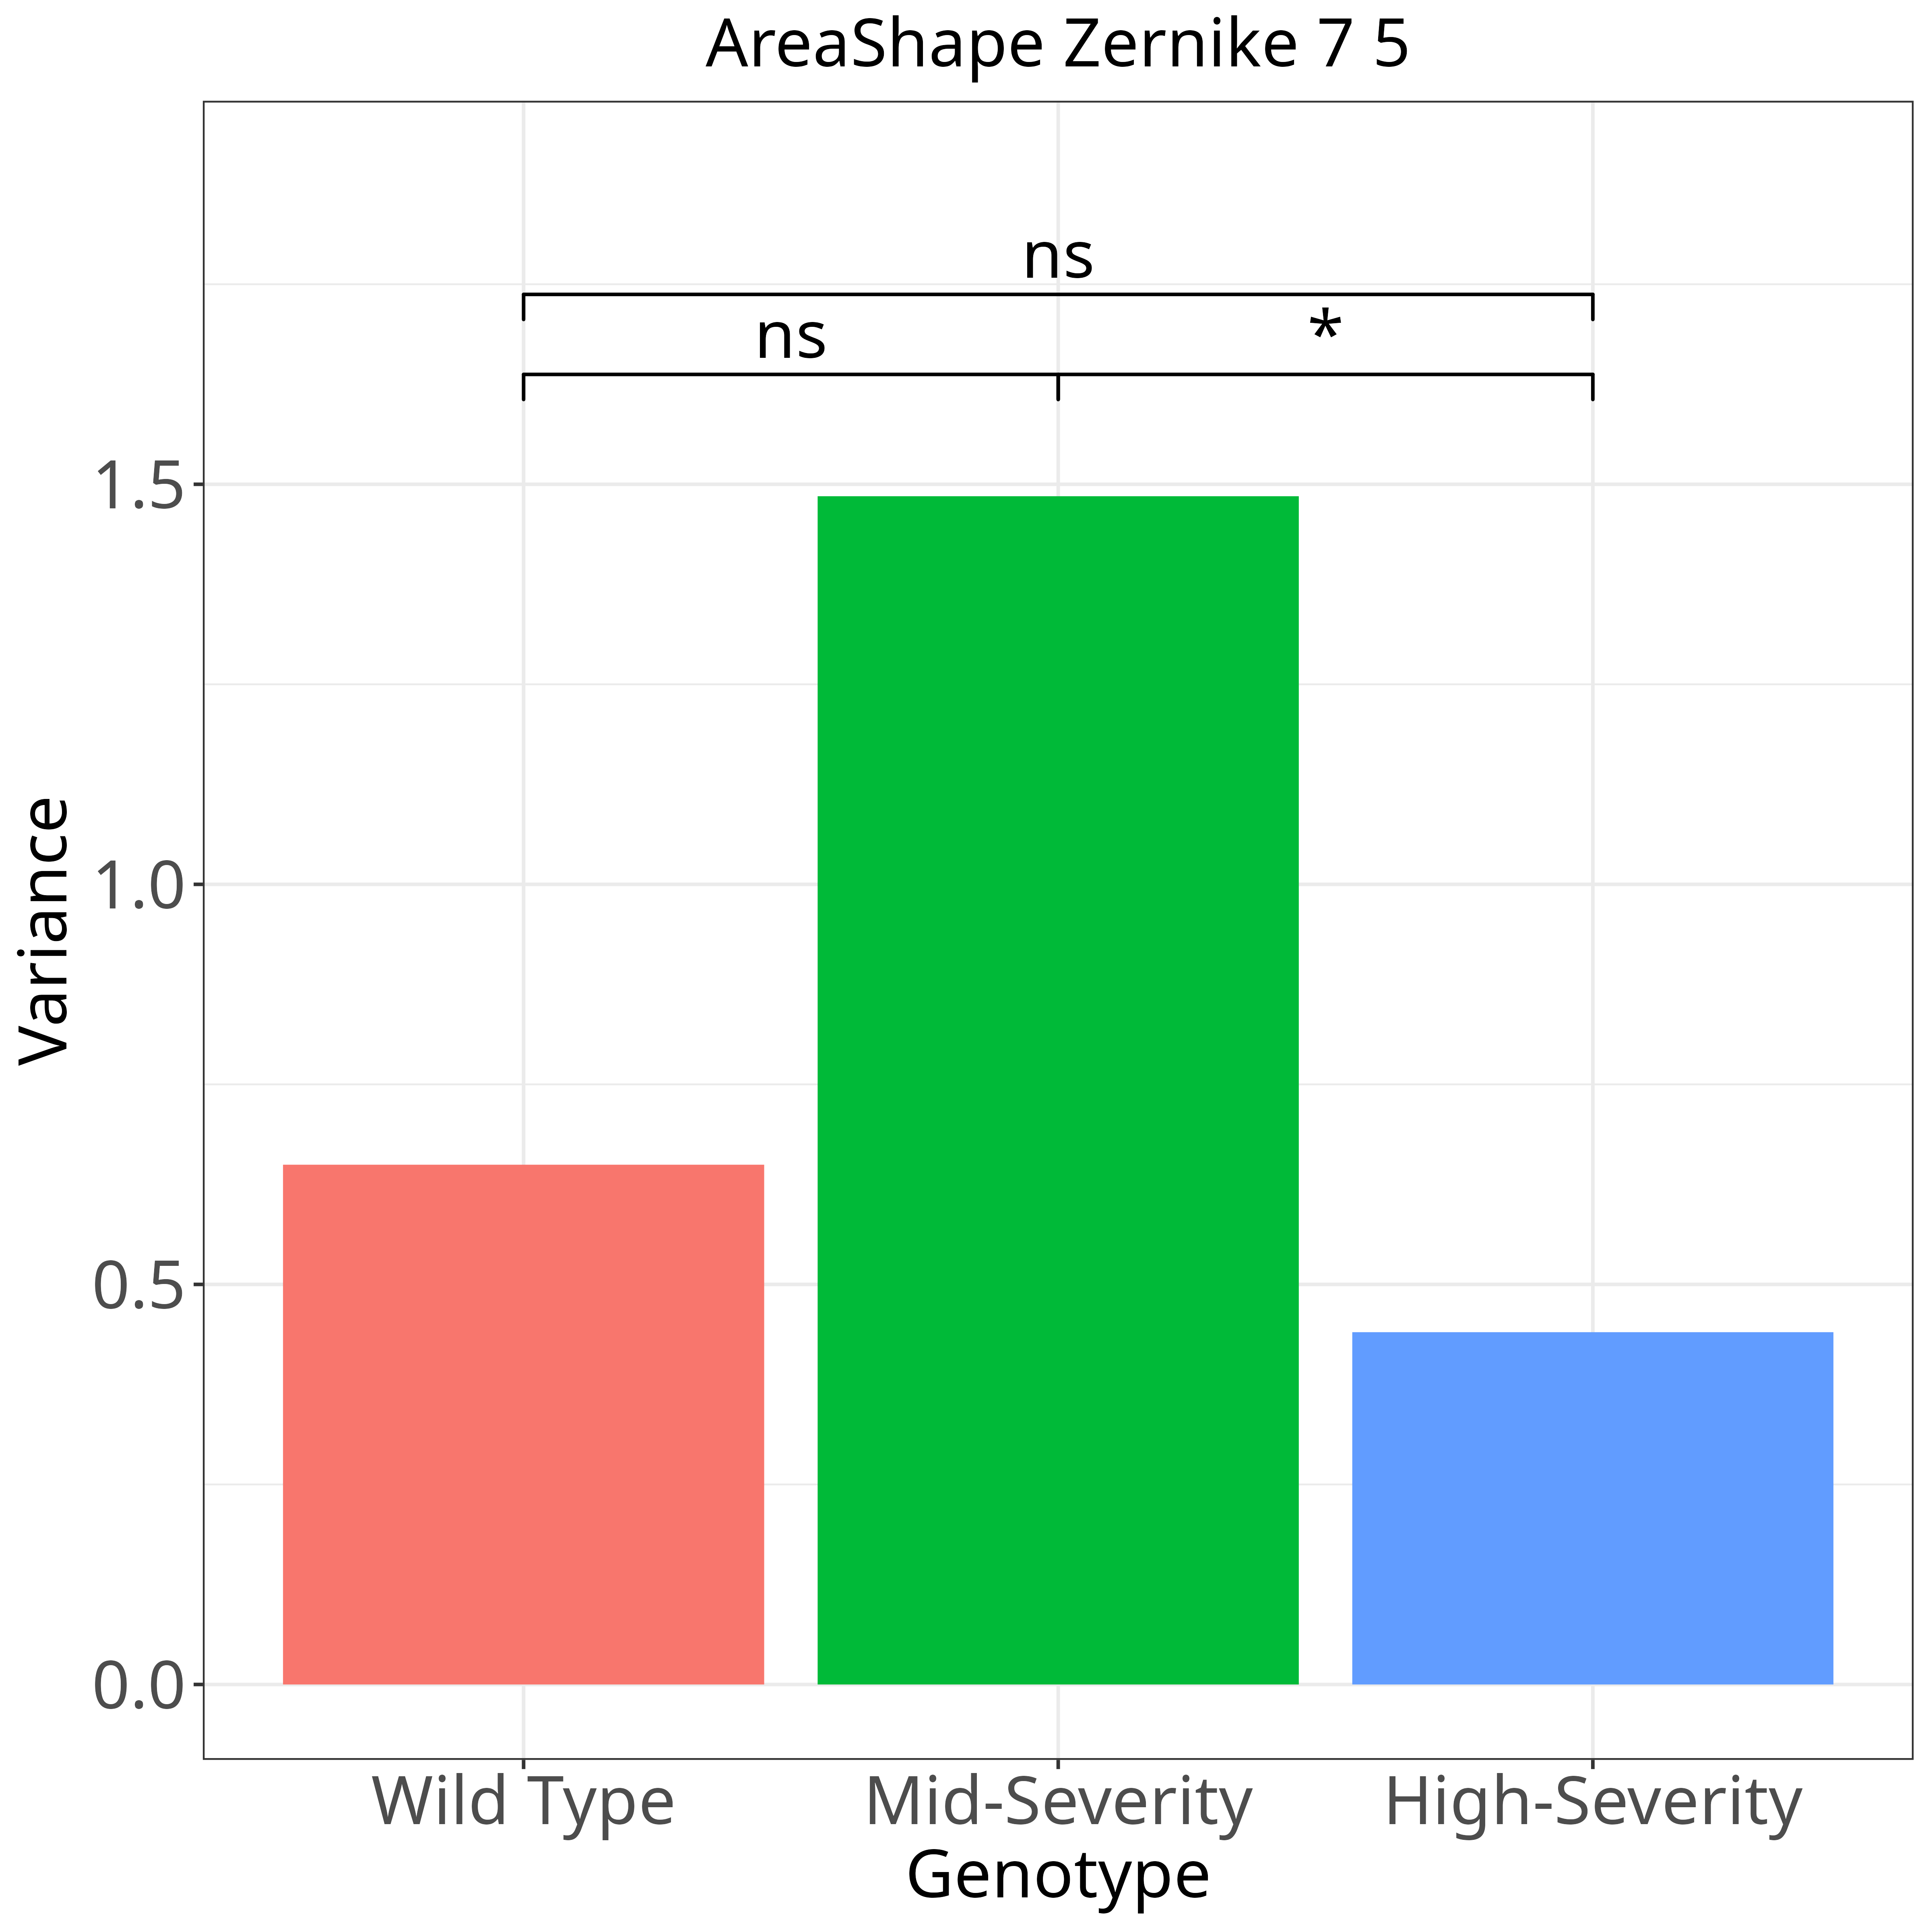 AreaShape Zernike 7 5
ns
ns *
1.5
1.0
0.5
0.0
Variance
Wild Type Mid-Severity High-Severity
Genotype